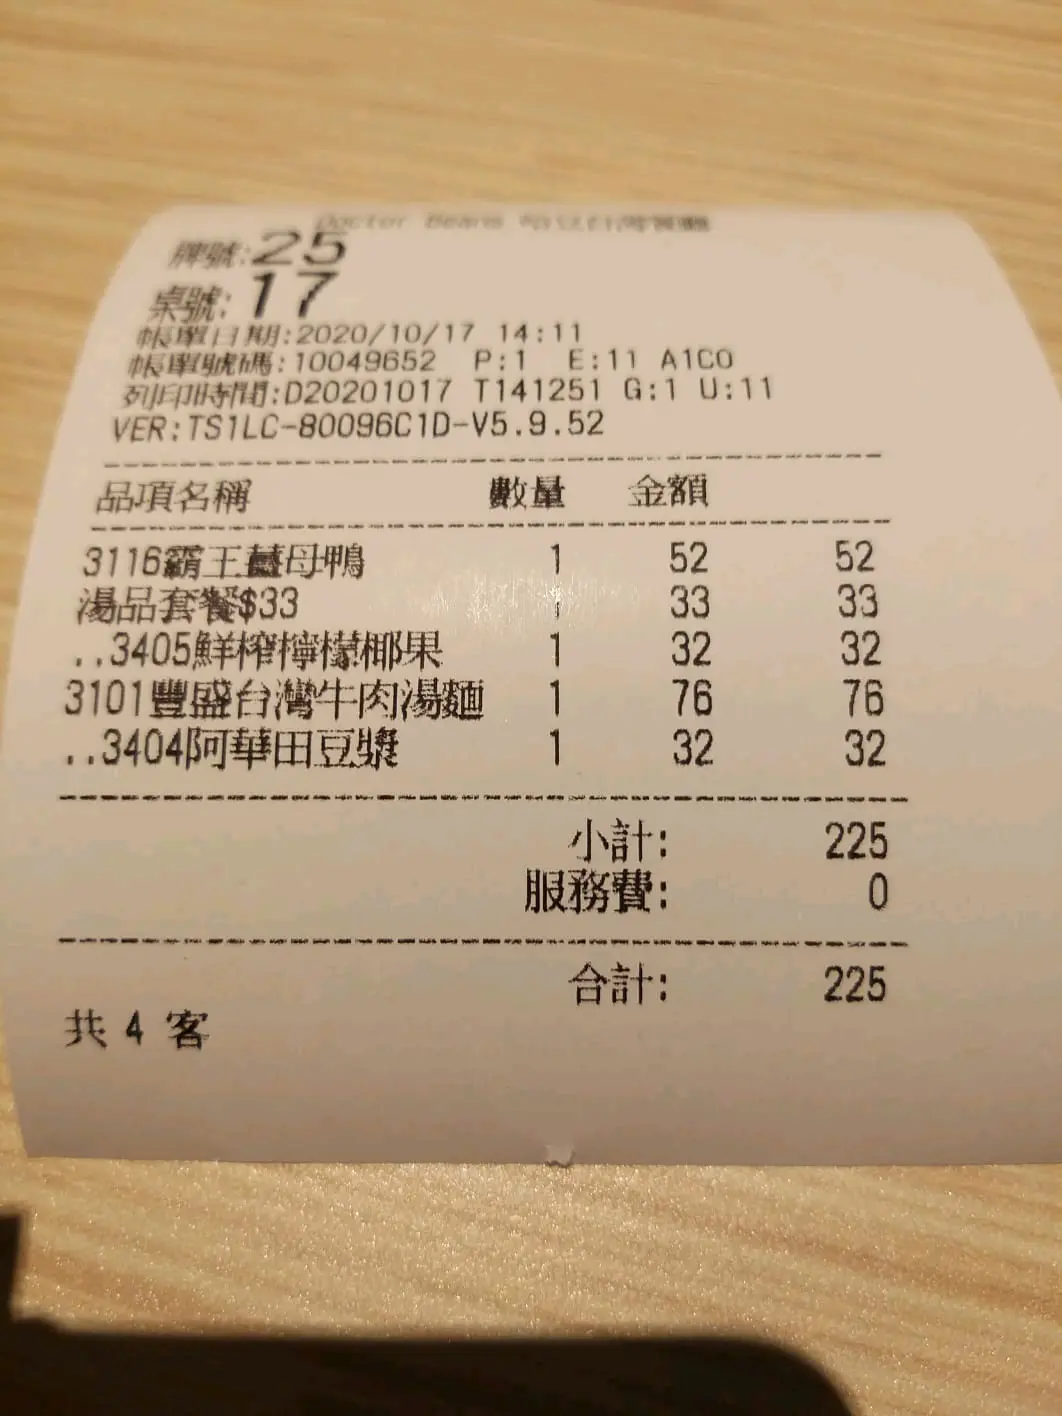 Doctor Beans
牌號:25
桌號:17
帳單日期:2020/10/17 14:11
帳單號碼:10049652 P:1 E:11 A1C0
列印時間:D20201017 T141251 G:1 U:11
VER:TS1LC-80096C1D-V5.9.52
品項名稱 數量 金額
3116霸王薑母鴨 1 52 52
湯品套餐$33 1 33 33
..3405鮮榨檸檬椰果 1 32 32
3101豐盛台灣牛肉湯麵 1 76 76
..3404阿華田豆漿 1 32 32
小計: 225
服務費: 0
合計: 225
共 4 客